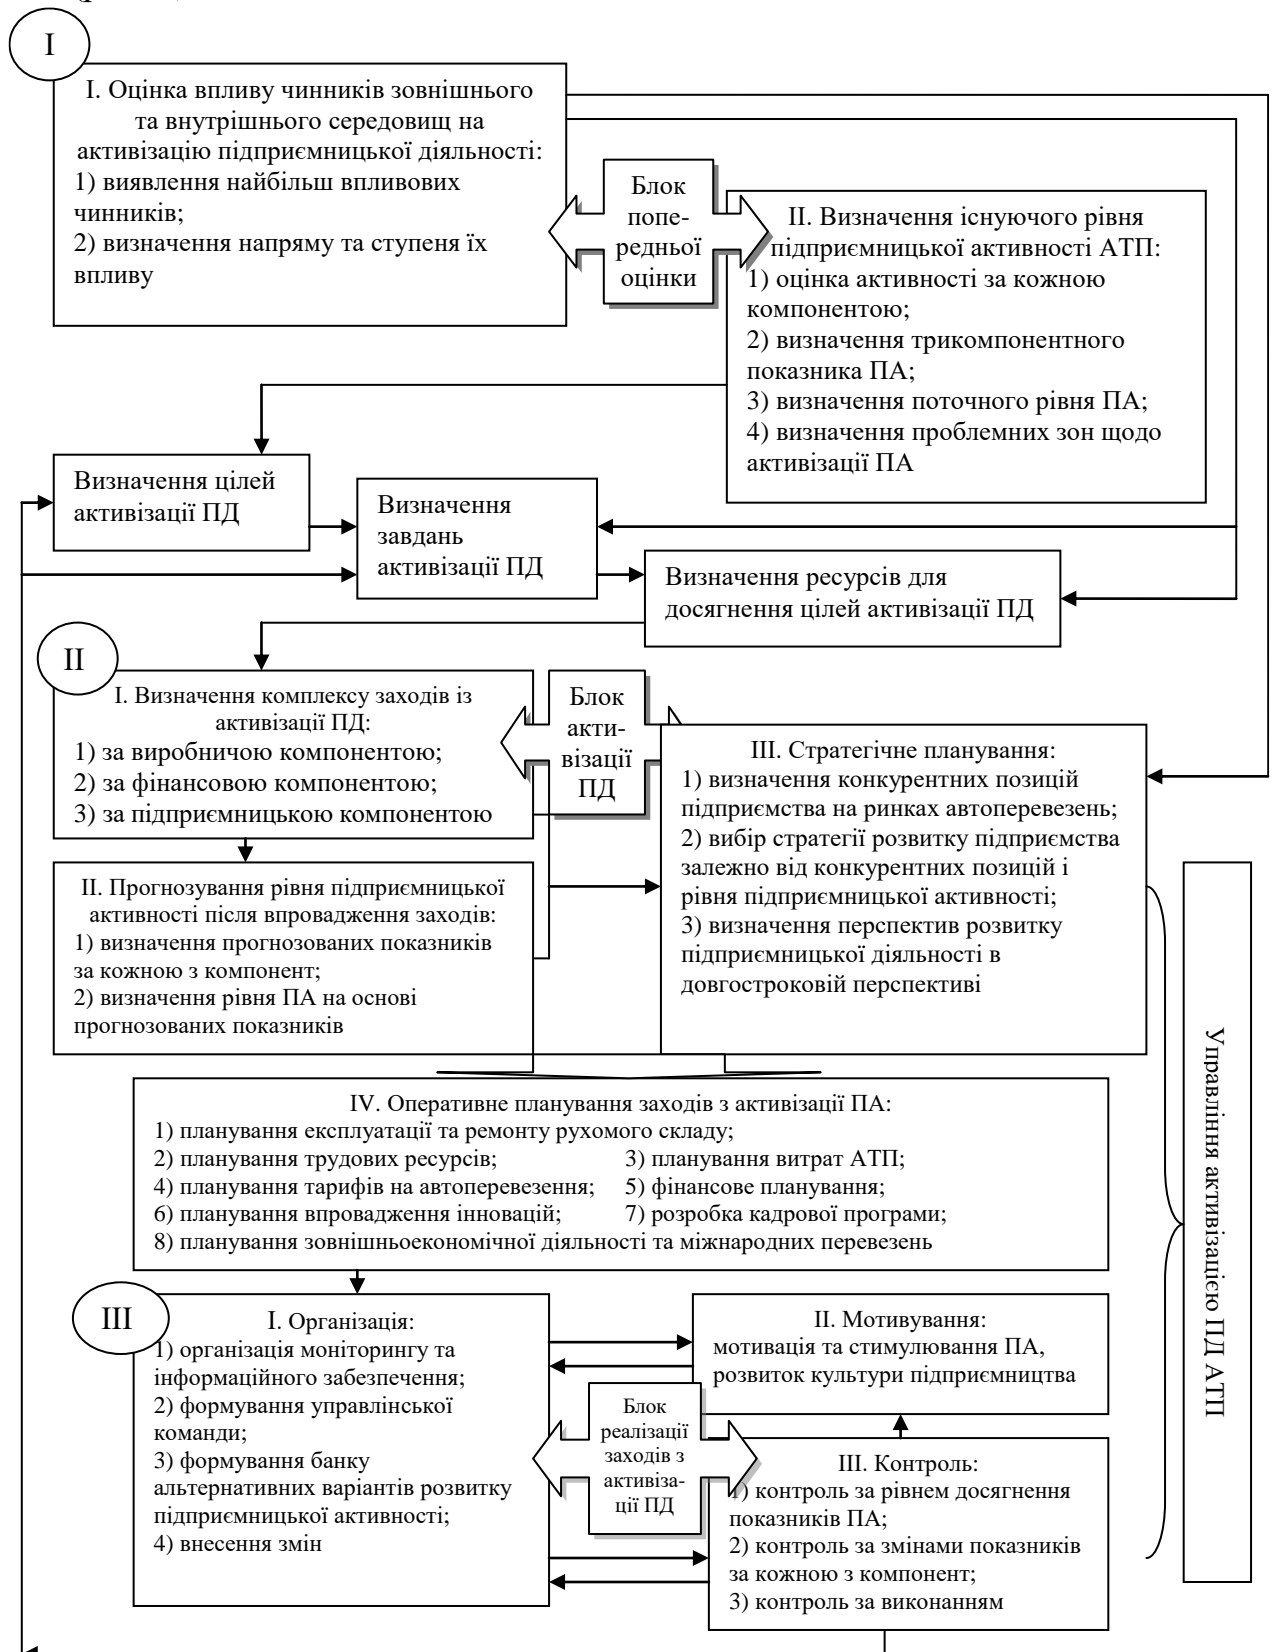 I
І. Оцінка впливу чинників зовнішнього
та внутрішнього середовищ на
активізацію підприємницької діяльності:
1) виявлення найбільш впливових
чинників;
2) визначення напряму та ступеня їх
впливу
Блок
попе-
редньої
оцінки
ІІ. Визначення існуючого рівня
підприємницької активності АТП:
1) оцінка активності за кожною
компонентою;
2) визначення трикомпонентного
показника ПА;
3) визначення поточного рівня ПА;
4) визначення проблемних зон щодо
активізації ПА
Визначення цілей
активізації ПД
Визначення
завдань
активізації ПД
Визначення ресурсів для
досягнення цілей активізації ПД
II
І. Визначення комплексу заходів із
активізації ПД:
1) за виробничою компонентою;
2) за фінансовою компонентою;
3) за підприємницькою компонентою
Блок
акти-
візації
ПД
ІІІ. Стратегічне планування:
1) визначення конкурентних позицій
підприємства на ринках автоперевезень;
2) вибір стратегії розвитку підприємства
залежно від конкурентних позицій і
рівня підприємницької активності;
3) визначення перспектив розвитку
підприємницької діяльності в
довгостроковій перспективі
ІІ. Прогнозування рівня підприємницької
активності після впровадження заходів:
1) визначення прогнозованих показників
за кожною з компонент;
2) визначення рівня ПА на основі
прогнозованих показників
Управління активізацією ПД АТП
IV. Оперативне планування заходів з активізації ПА:
1) планування експлуатації та ремонту рухомого складу;
2) планування трудових ресурсів; 3) планування витрат АТП;
4) планування тарифів на автоперевезення; 5) фінансове планування;
6) планування впровадження інновацій; 7) розробка кадрової програми;
8) планування зовнішньоекономічної діяльності та міжнародних перевезень
III
І. Організація:
1) організація моніторингу та
інформаційного забезпечення;
2) формування управлінської
команди;
3) формування банку
альтернативних варіантів розвитку
підприємницької активності;
4) внесення змін
ІІ. Мотивування:
мотивація та стимулювання ПА,
розвиток культури підприємництва
Блок
реалізації
заходів з
активіза-
ції ПД
ІІІ. Контроль:
1) контроль за рівнем досягнення
показників ПА;
2) контроль за змінами показників
за кожною з компонент;
3) контроль за виконанням